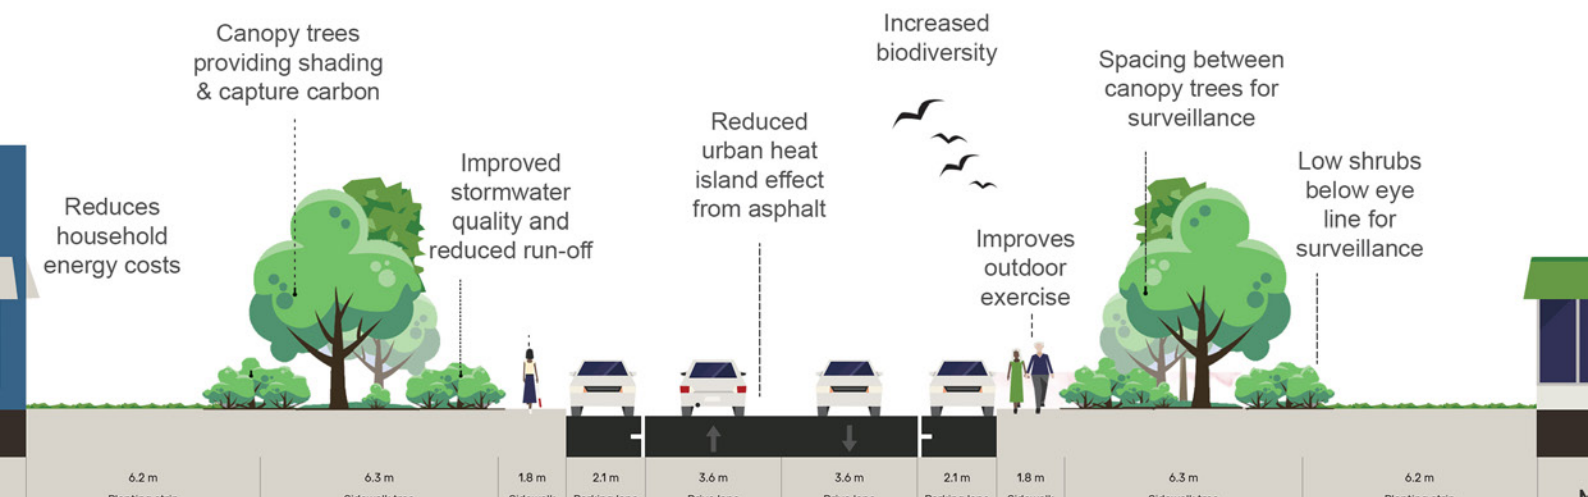 Canopy trees
providing shading
& capture carbon
Increased
biodiversity
Spacing between
canopy trees for
surveillance
Reduced
urban heat
island effect
from asphalt
Improved
stormwater
quality and
reduced run-off
Low shrubs
below eye
line for
surveillance
Reduces
household
energy costs
Improves
outdoor
exercise
6.2 m
6.3 m
1.8 m
2.1 m
3.6 m
3.6 m
2.1 m
1.8 m
6.3 m
6.2 m